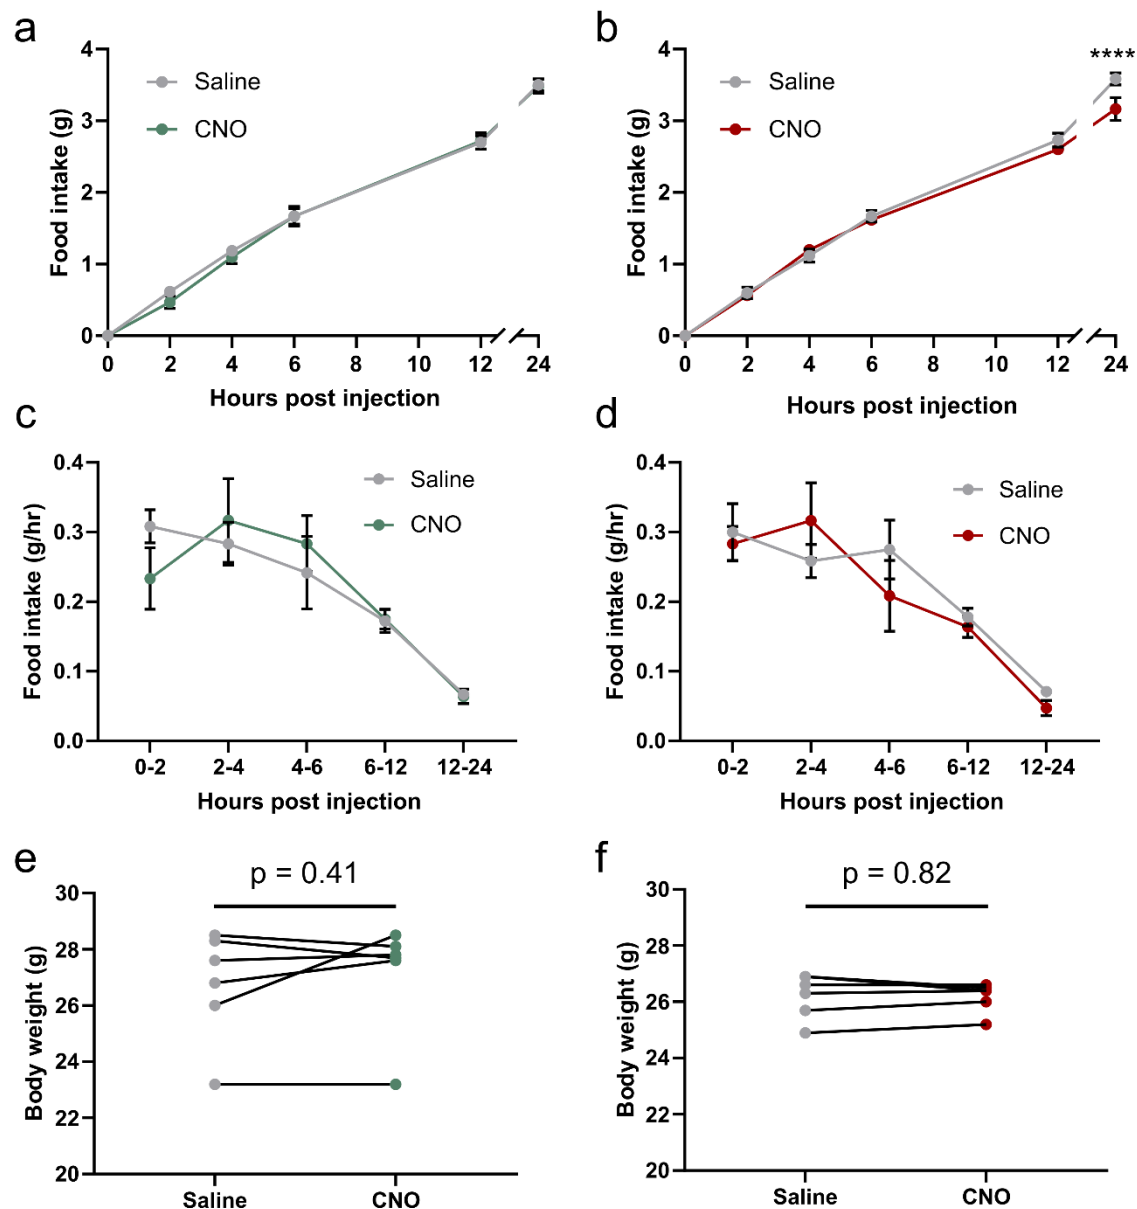 a
4
3
2
1
0
Food intake (g)
Saline
CNO
0 2 4 6 8 10 12 24
Hours post injection
b
4
3
2
1
0
Food intake (g)
Saline
CNO
****
0 2 4 6 8 10 12 24
Hours post injection
c
0.4
0.3
0.2
0.1
0.0
Food intake (g/hr)
Saline
CNO
0-2 2-4 4-6 6-12 12-24
Hours post injection
d
0.4
0.3
0.2
0.1
0.0
Food intake (g/hr)
Saline
CNO
0-2 2-4 4-6 6-12 12-24
Hours post injection
e
p = 0.41
30
28
26
24
22
20
Body weight (g)
Saline CNO
f
p = 0.82
30
28
26
24
22
20
Body weight (g)
Saline CNO